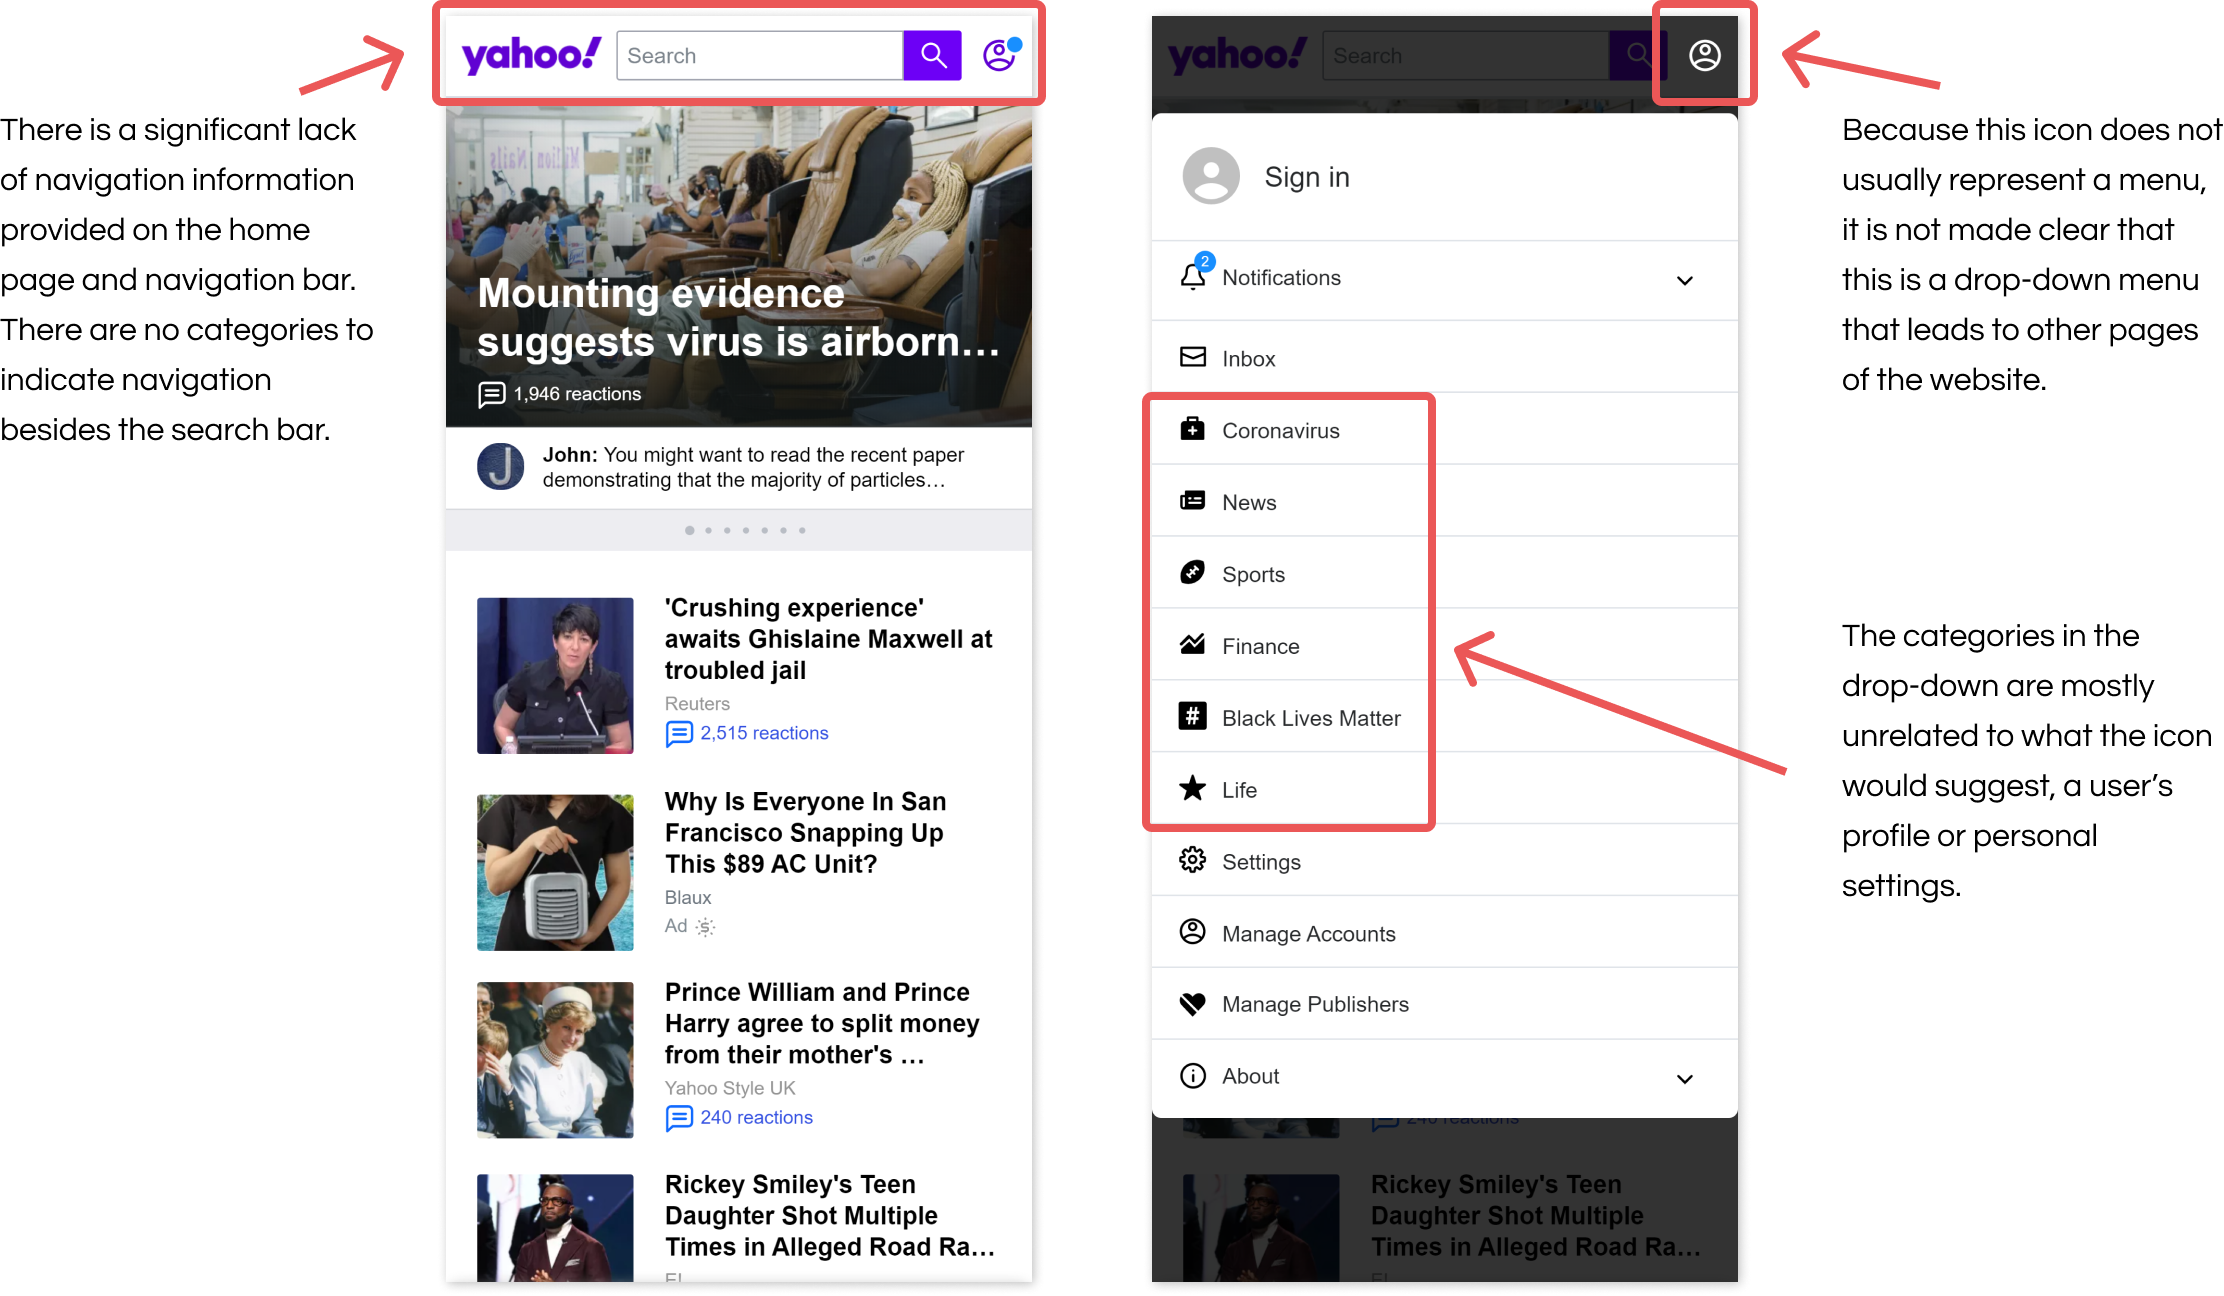 There is a significant lack
of navigation information
provided on the home
page and navigation bar.
There are no categories to
indicate navigation
besides the search bar.
yahoo!
Search
Million Nails
Mounting evidence
suggests virus is airborn...
1,946 reactions
J
John: You might want to read the recent paper
demonstrating that the majority of particles...
'Crushing experience'
awaits Ghislaine Maxwell at
troubled jail
Reuters
2,515 reactions
Why Is Everyone In San
Francisco Snapping Up
This $89 AC Unit?
Blaux
Ad
Prince William and Prince
Harry agree to split money
from their mother's ...
Yahoo Style UK
240 reactions
Rickey Smiley's Teen
Daughter Shot Multiple
Times in Alleged Road Ra...
yahoo!
Search
Sign in
2
Notifications
Inbox
Coronavirus
News
Sports
Finance
# Black Lives Matter
Life
Settings
Manage Accounts
Manage Publishers
About
240 reactions
Rickey Smiley's Teen
Daughter Shot Multiple
Times in Alleged Road Ra...
Because this icon does not
usually represent a menu,
it is not made clear that
this is a drop-down menu
that leads to other pages
of the website.
The categories in the
drop-down are mostly
unrelated to what the icon
would suggest, a user’s
profile or personal
settings.